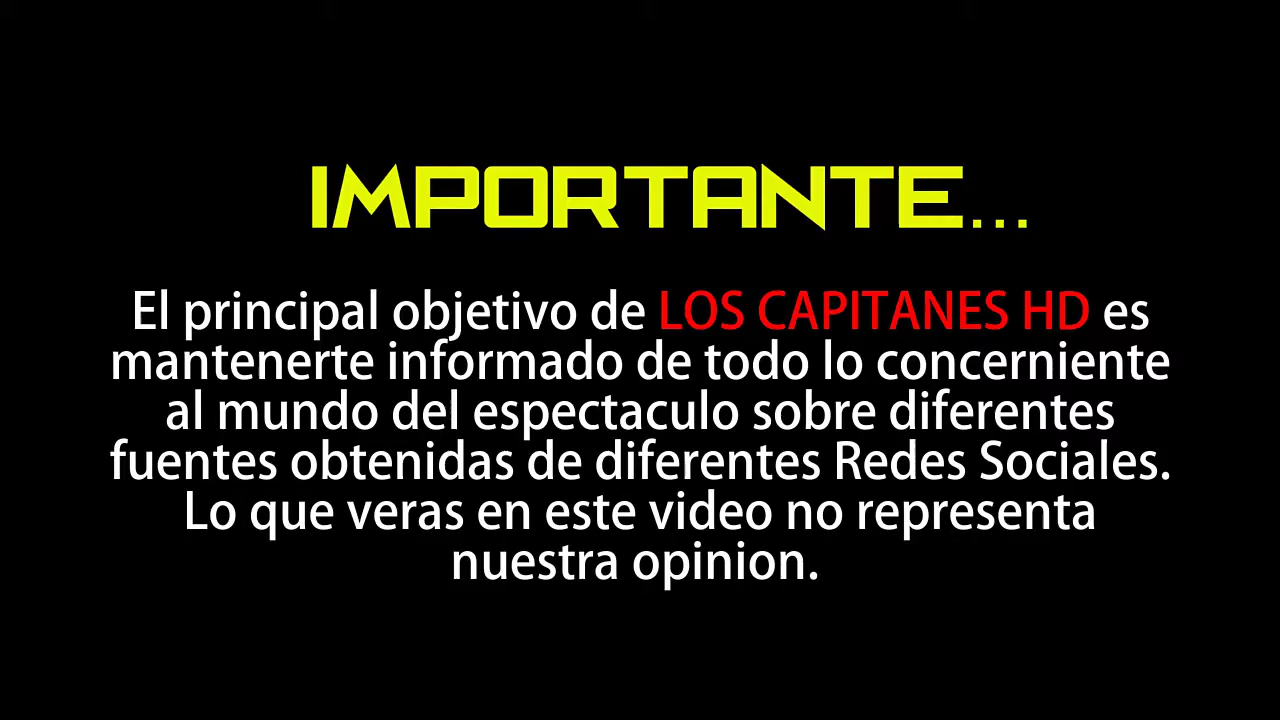 IMPORTANTE...
El principal objetivo de LOS CAPITANES HD es
mantenerte informado de todo lo concerniente
al mundo del espectaculo sobre diferentes
fuentes obtenidas de diferentes Redes Sociales.
Lo que veras en este video no representa
nuestra opinion.